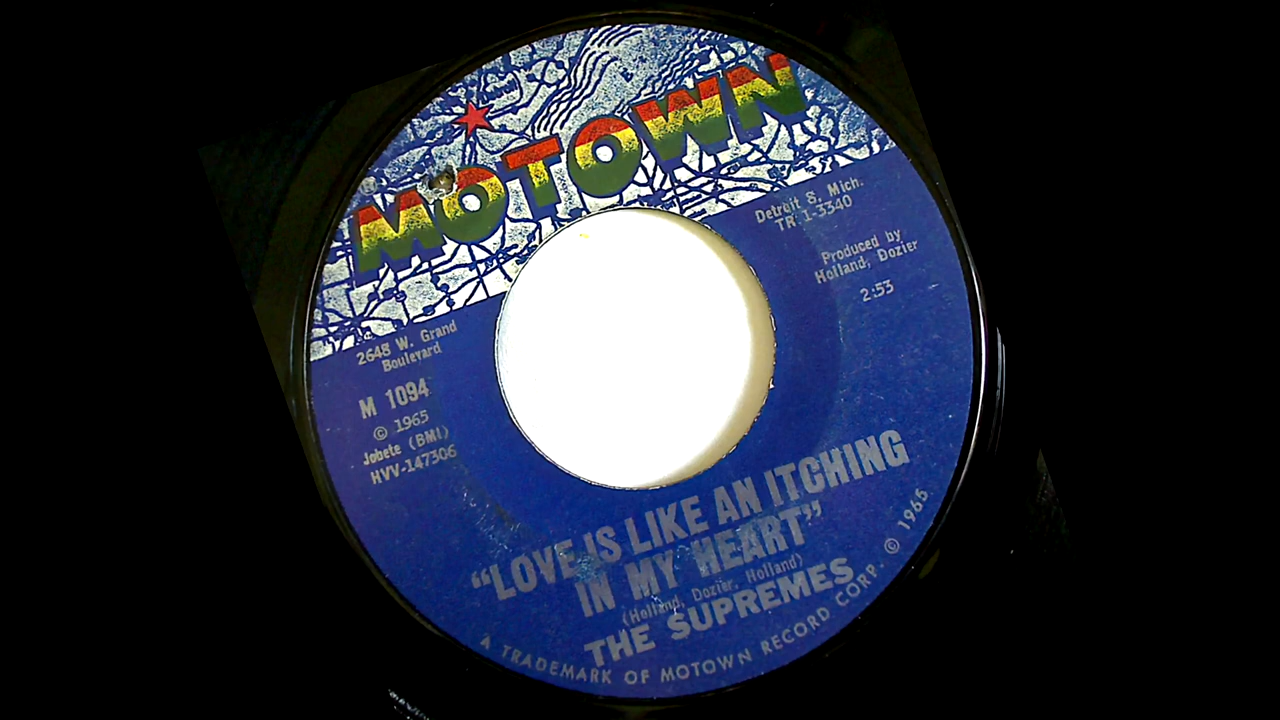 MOTOWN
Detroit 8, Mich.
TR 1-3340
Produced by
Holland, Dozier
2:53
2648 W. Grand
Boulevard
M 1094
© 1965
Jobete (BMI)
HVV-147306
“LOVE IS LIKE AN ITCHING
IN MY HEART”
(Holland, Dozier, Holland)
THE SUPREMES
A TRADEMARK OF MOTOWN RECORD CORP. © 1966